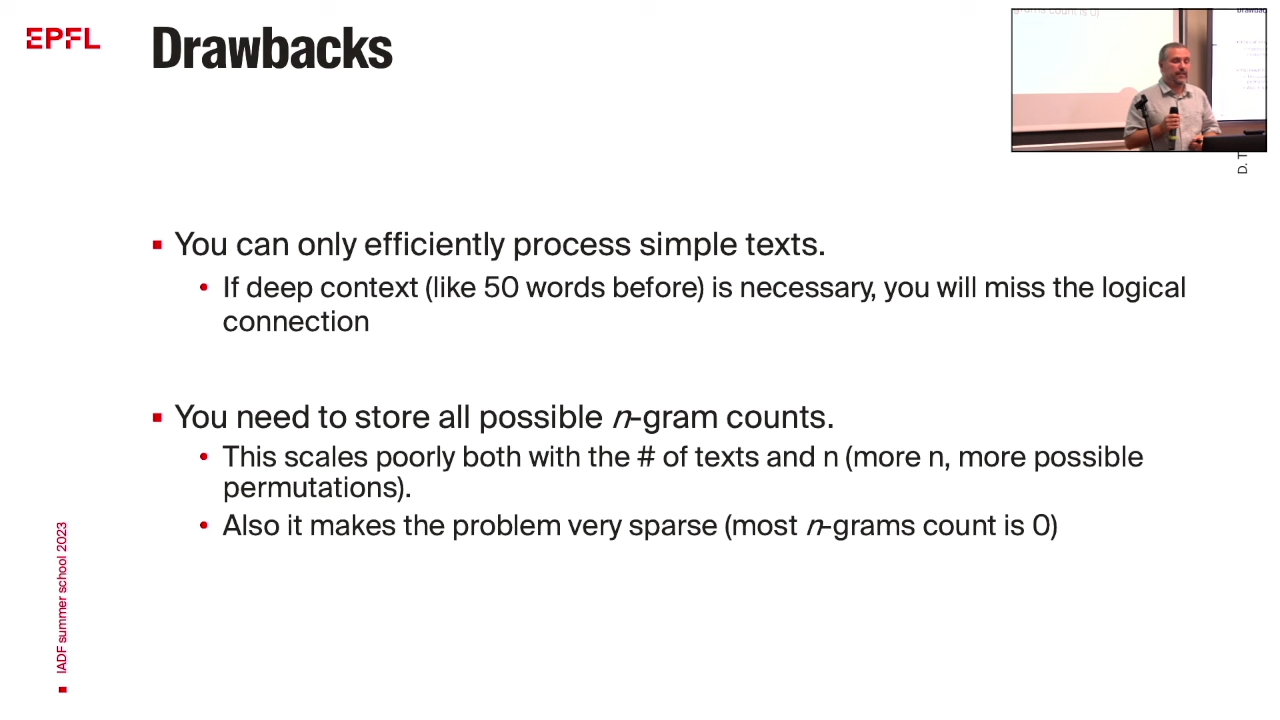 EPFL
Drawbacks
D. T
You can only efficiently process simple texts.
If deep context (like 50 words before) is necessary, you will miss the logical
connection
You need to store all possible n-gram counts.
This scales poorly both with the # of texts and n (more n, more possible
permutations).
Also it makes the problem very sparse (most n-grams count is 0)
IADF summer school 2023